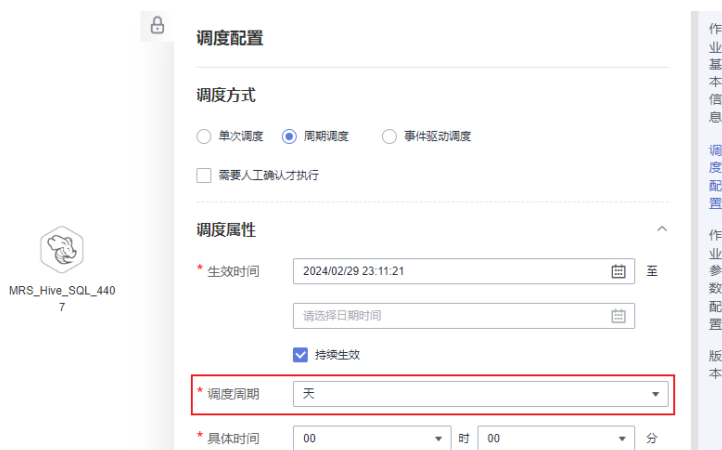 调度配置
调度方式
单次调度 周期调度 事件驱动调度
需要人工确认才执行
调度属性
* 生效时间 2024/02/29 23:11:21 至
请选择日期时间
持续生效
* 调度周期 天
* 具体时间 00 时 00 分
MRS_Hive_SQL_440
7
作
业
基
本
信
息
调
度
配
置
作
业
参
数
配
置
版
本